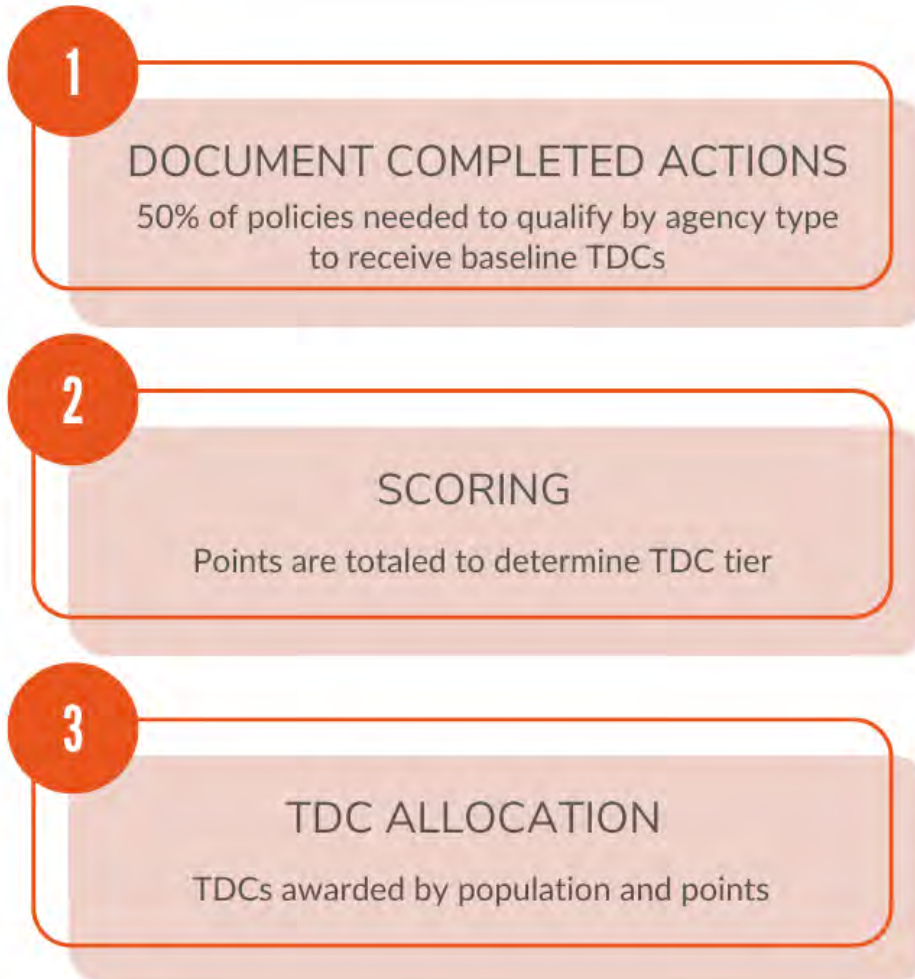 1
DOCUMENT COMPLETED ACTIONS
50% of policies needed to qualify by agency type
to receive baseline TDCs
2
SCORING
Points are totaled to determine TDC tier
3
TDC ALLOCATION
TDCs awarded by population and points